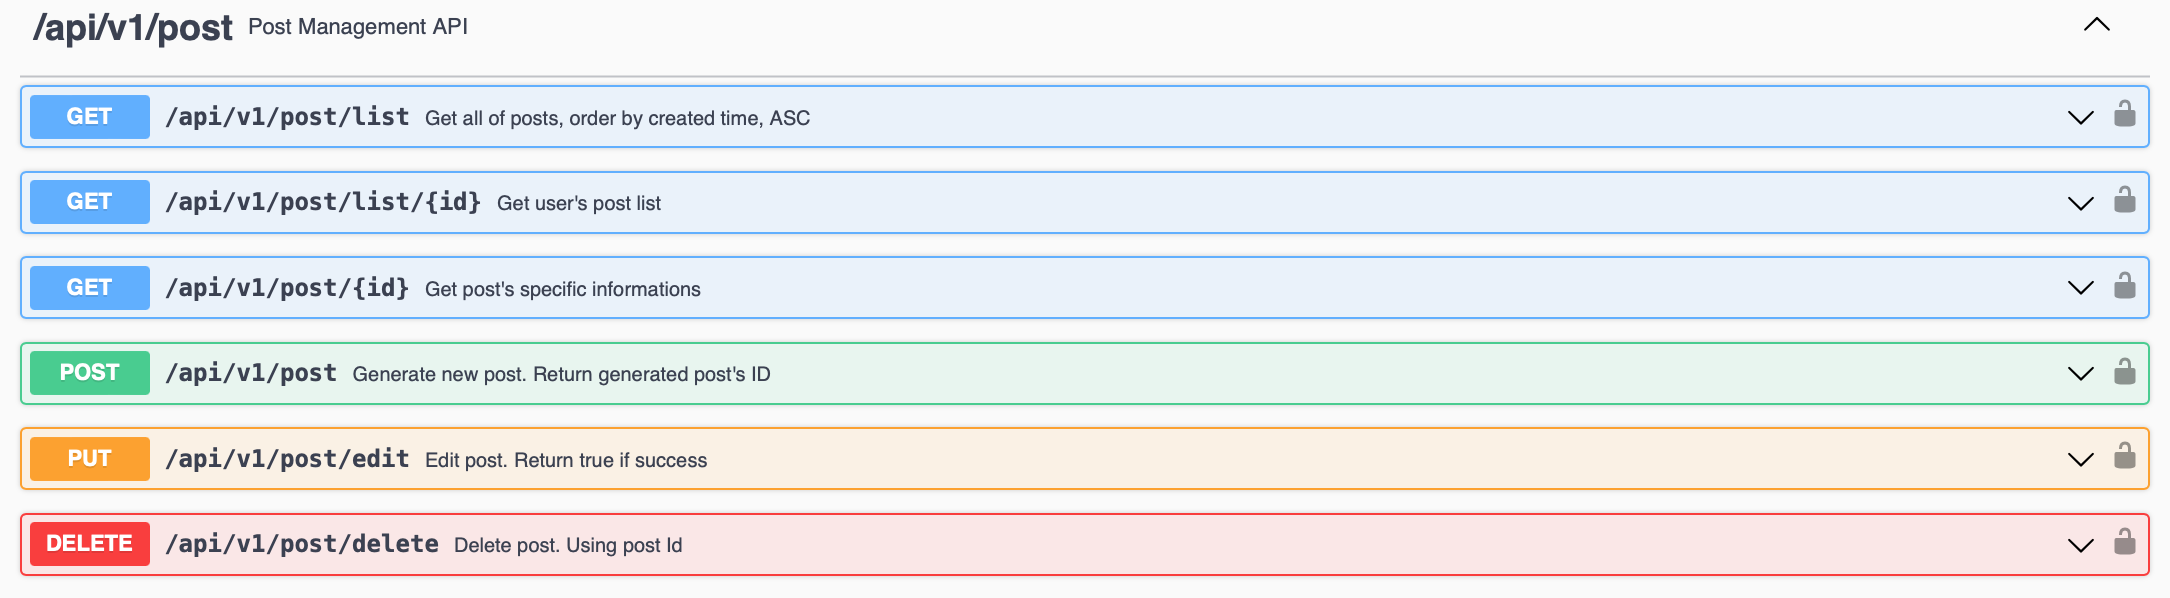 /api/v1/post Post Management API
GET /api/v1/post/list Get all of posts, order by created time, ASC
GET /api/v1/post/list/{id} Get user's post list
GET /api/v1/post/{id} Get post's specific informations
POST /api/v1/post Generate new post. Return generated post's ID
PUT /api/v1/post/edit Edit post. Return true if success
DELETE /api/v1/post/delete Delete post. Using post Id